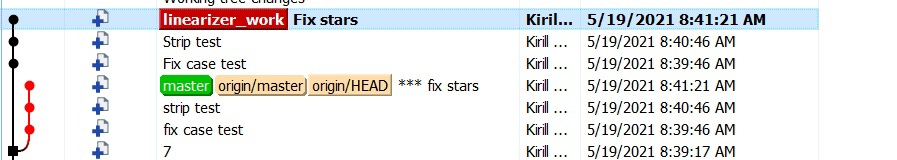 Working tree changes
linearizer_work Fix stars Kiril... 5/19/2021 8:41:21 AM
Strip test Kirill ... 5/19/2021 8:40:46 AM
Fix case test Kirill ... 5/19/2021 8:39:46 AM
master origin/master origin/HEAD *** fix stars Kirill ... 5/19/2021 8:41:21 AM
strip test Kirill ... 5/19/2021 8:40:46 AM
fix case test Kirill ... 5/19/2021 8:39:46 AM
7 Kirill ... 5/19/2021 8:39:17 AM